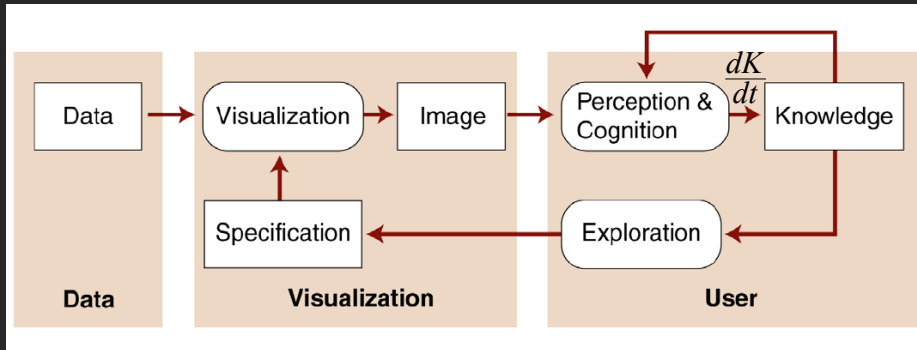 dK
dt
Data
Visualization
Image
Perception &
Cognition
Knowledge
Specification
Exploration
Data
Visualization
User